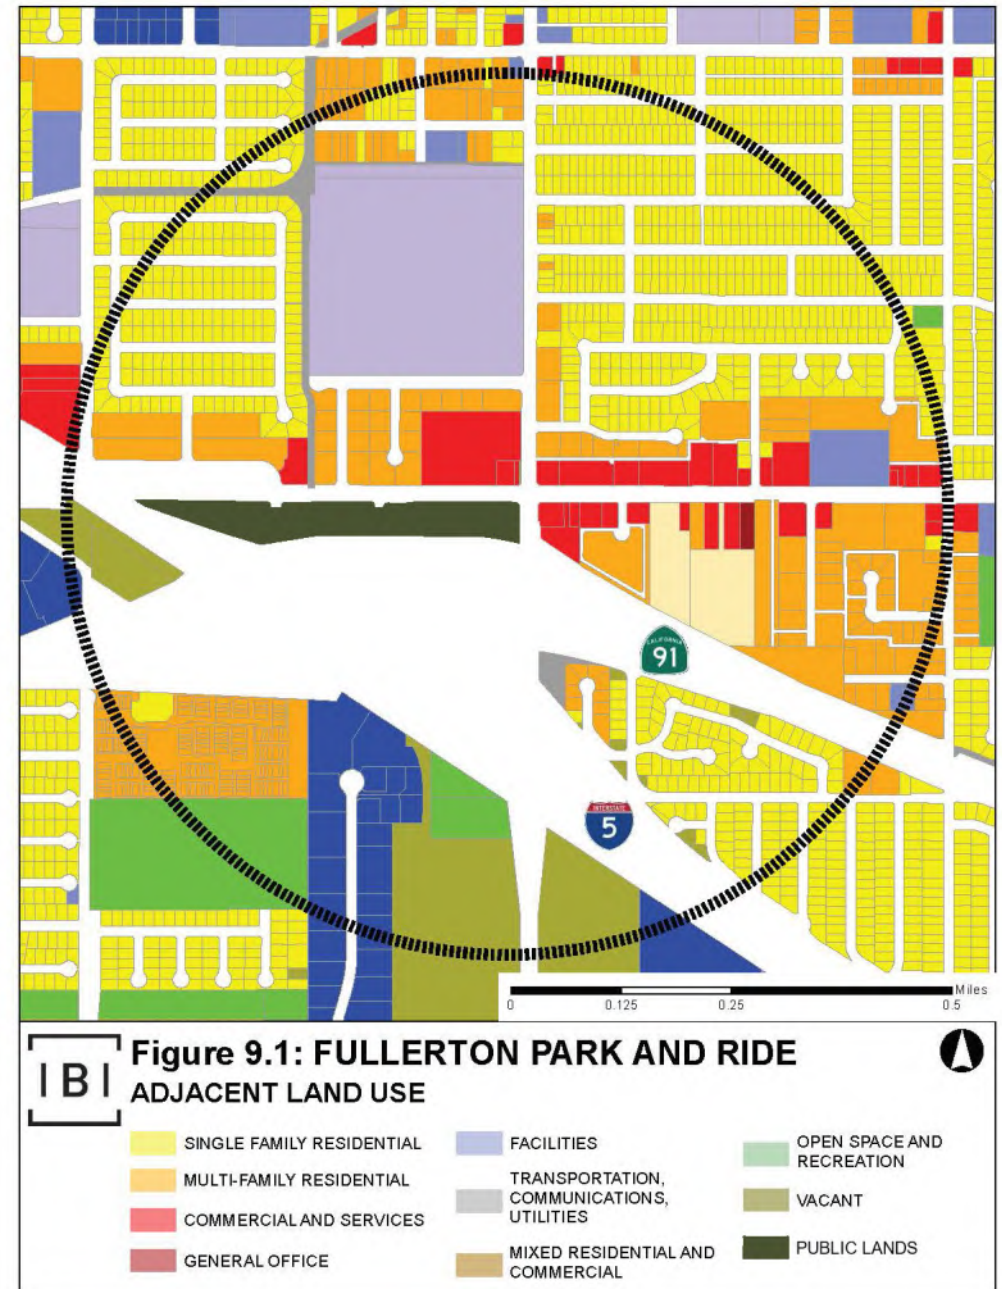 CALIFORNIA
91
INTERSTATE
5
Miles
0
0.125
0.25
0.5
IBI
Figure 9.1: FULLERTON PARK AND RIDE
ADJACENT LAND USE
SINGLE FAMILY RESIDENTIAL
MULTI-FAMILY RESIDENTIAL
COMMERCIAL AND SERVICES
GENERAL OFFICE
FACILITIES
TRANSPORTATION,
COMMUNICATIONS,
UTILITIES
MIXED RESIDENTIAL AND
COMMERCIAL
OPEN SPACE AND
RECREATION
VACANT
PUBLIC LANDS